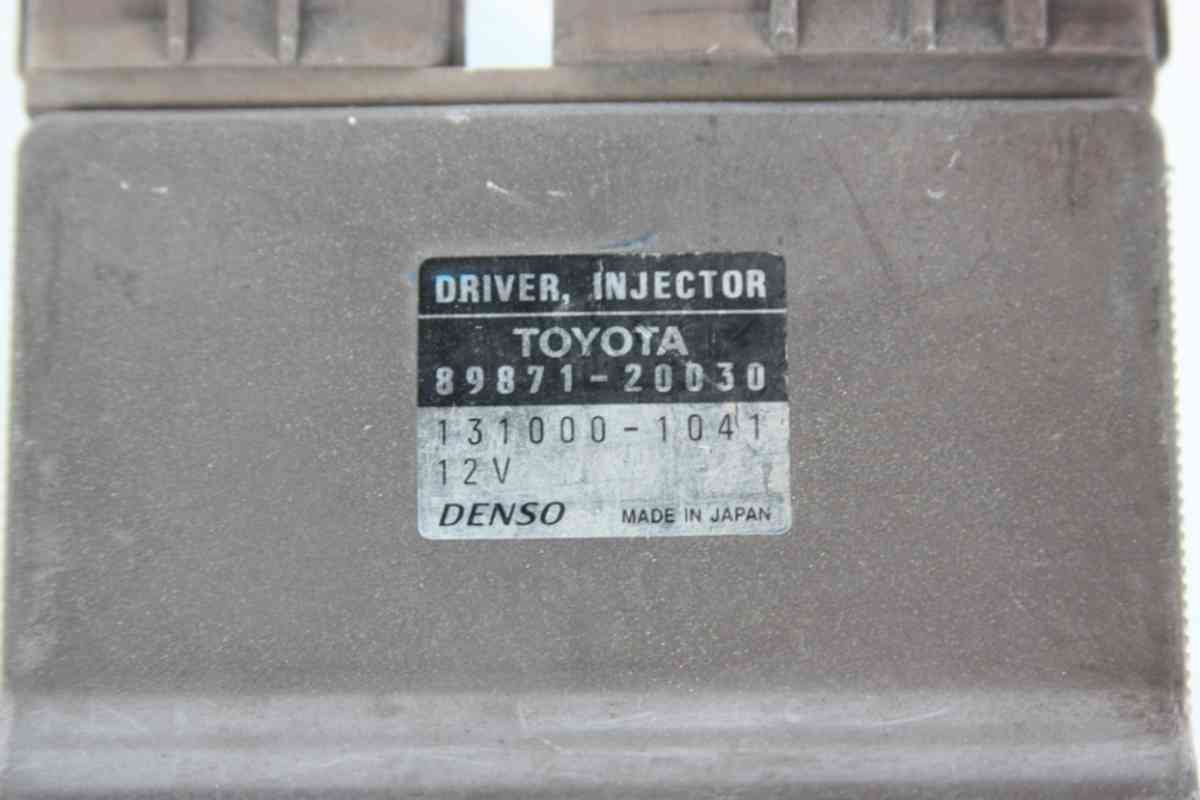 DRIVER, INJECTOR
TOYOTA
89871-20030
131000-1041
12V
DENSO MADE IN JAPAN